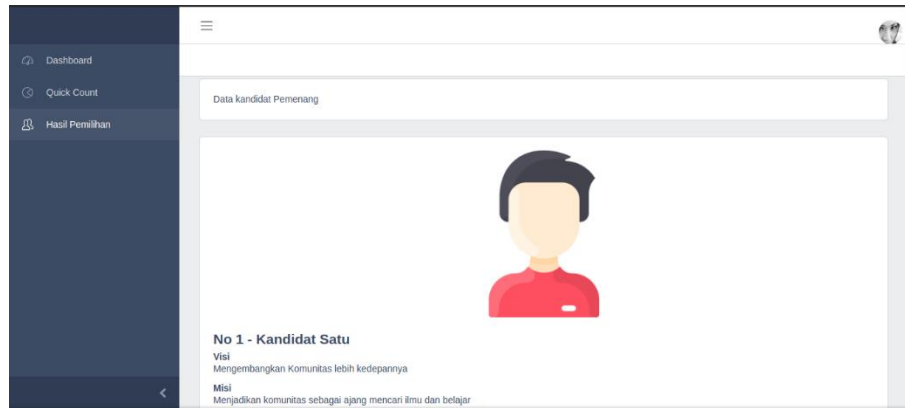 Dashboard
Quick Count
Hasil Pemilihan
Data kandidat Pemenang
No 1 - Kandidat Satu
Visi
Mengembangkan Komunitas lebih kedepannya
Misi
Menjadikan komunitas sebagai ajang mencari ilmu dan belajar